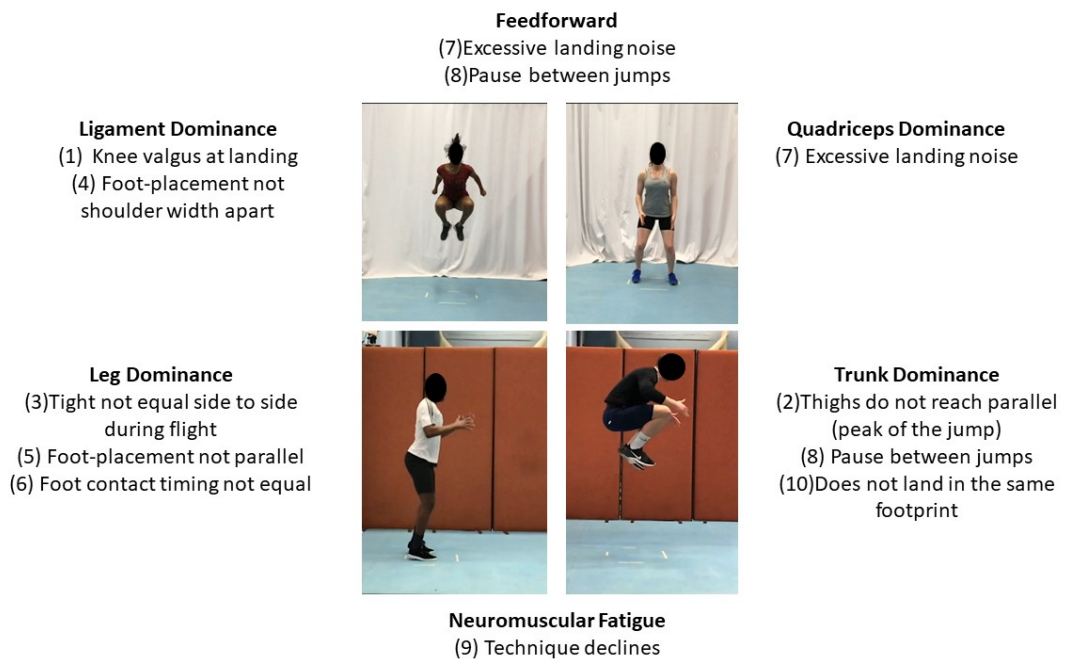 Feedforward
(7)Excessive landing noise
(8)Pause between jumps
Ligament Dominance
(1) Knee valgus at landing
(4) Foot-placement not
shoulder width apart
Quadriceps Dominance
(7) Excessive landing noise
Leg Dominance
(3)Tight not equal side to side
during flight
(5) Foot-placement not parallel
(6) Foot contact timing not equal
Trunk Dominance
(2)Thighs do not reach parallel
(peak of the jump)
(8) Pause between jumps
(10)Does not land in the same
footprint
Neuromuscular Fatigue
(9) Technique declines